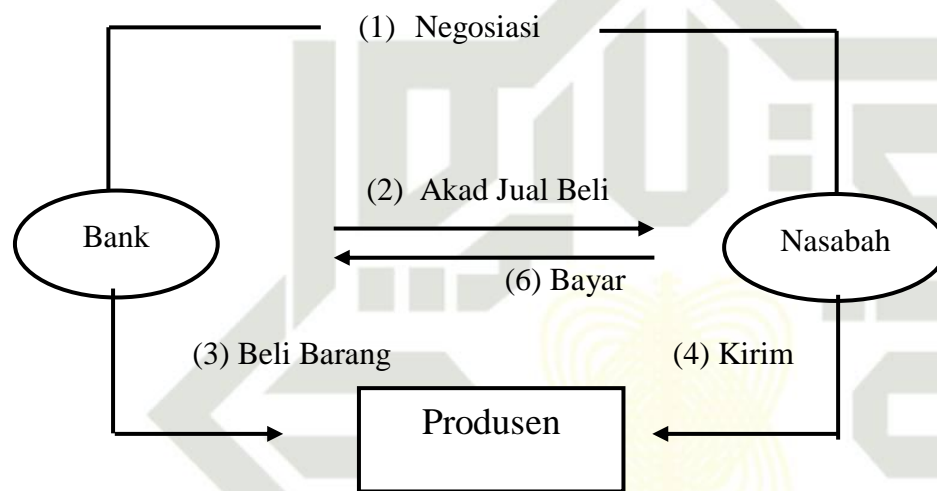 (1) Negosiasi
(2) Akad Jual Beli
Bank
Nasabah
(6) Bayar
(3) Beli Barang
(4) Kirim
Produsen